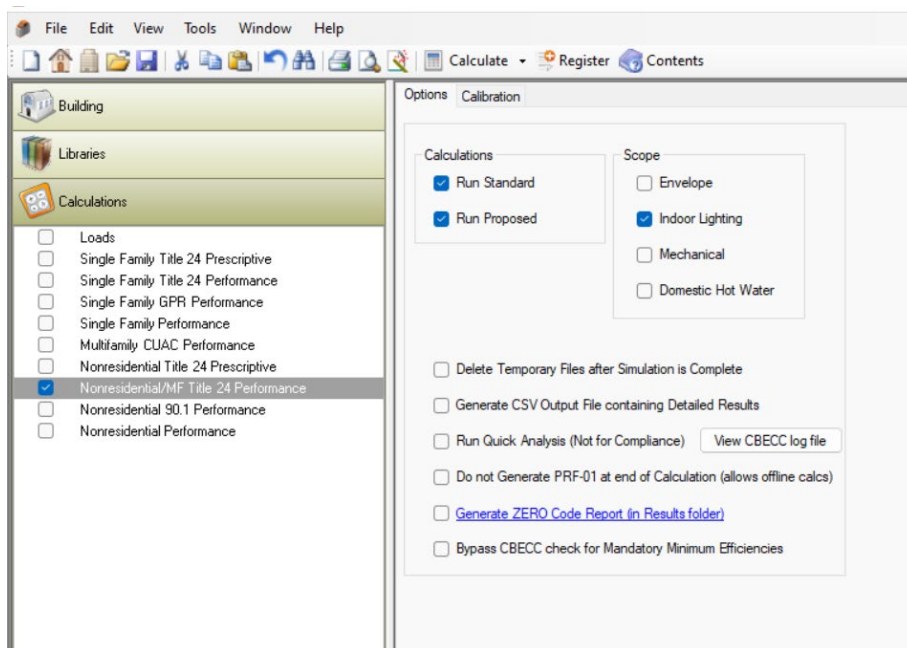 File Edit View Tools Window Help
Calculate Register Contents
Building
Libraries
Calculations
Loads
Single Family Title 24 Prescriptive
Single Family Title 24 Performance
Single Family GPR Performance
Single Family Performance
Multifamily CUAC Performance
Nonresidential Title 24 Prescriptive
Nonresidential/MF Title 24 Performance
Nonresidential 90.1 Performance
Nonresidential Performance
Options Calibration
Calculations
Run Standard
Run Proposed
Scope
Envelope
Indoor Lighting
Mechanical
Domestic Hot Water
Delete Temporary Files after Simulation is Complete
Generate CSV Output File containing Detailed Results
Run Quick Analysis (Not for Compliance) View CBECC log file
Do not Generate PRF-01 at end of Calculation (allows offline calcs)
Generate ZERO Code Report (in Results folder)
Bypass CBECC check for Mandatory Minimum Efficiencies